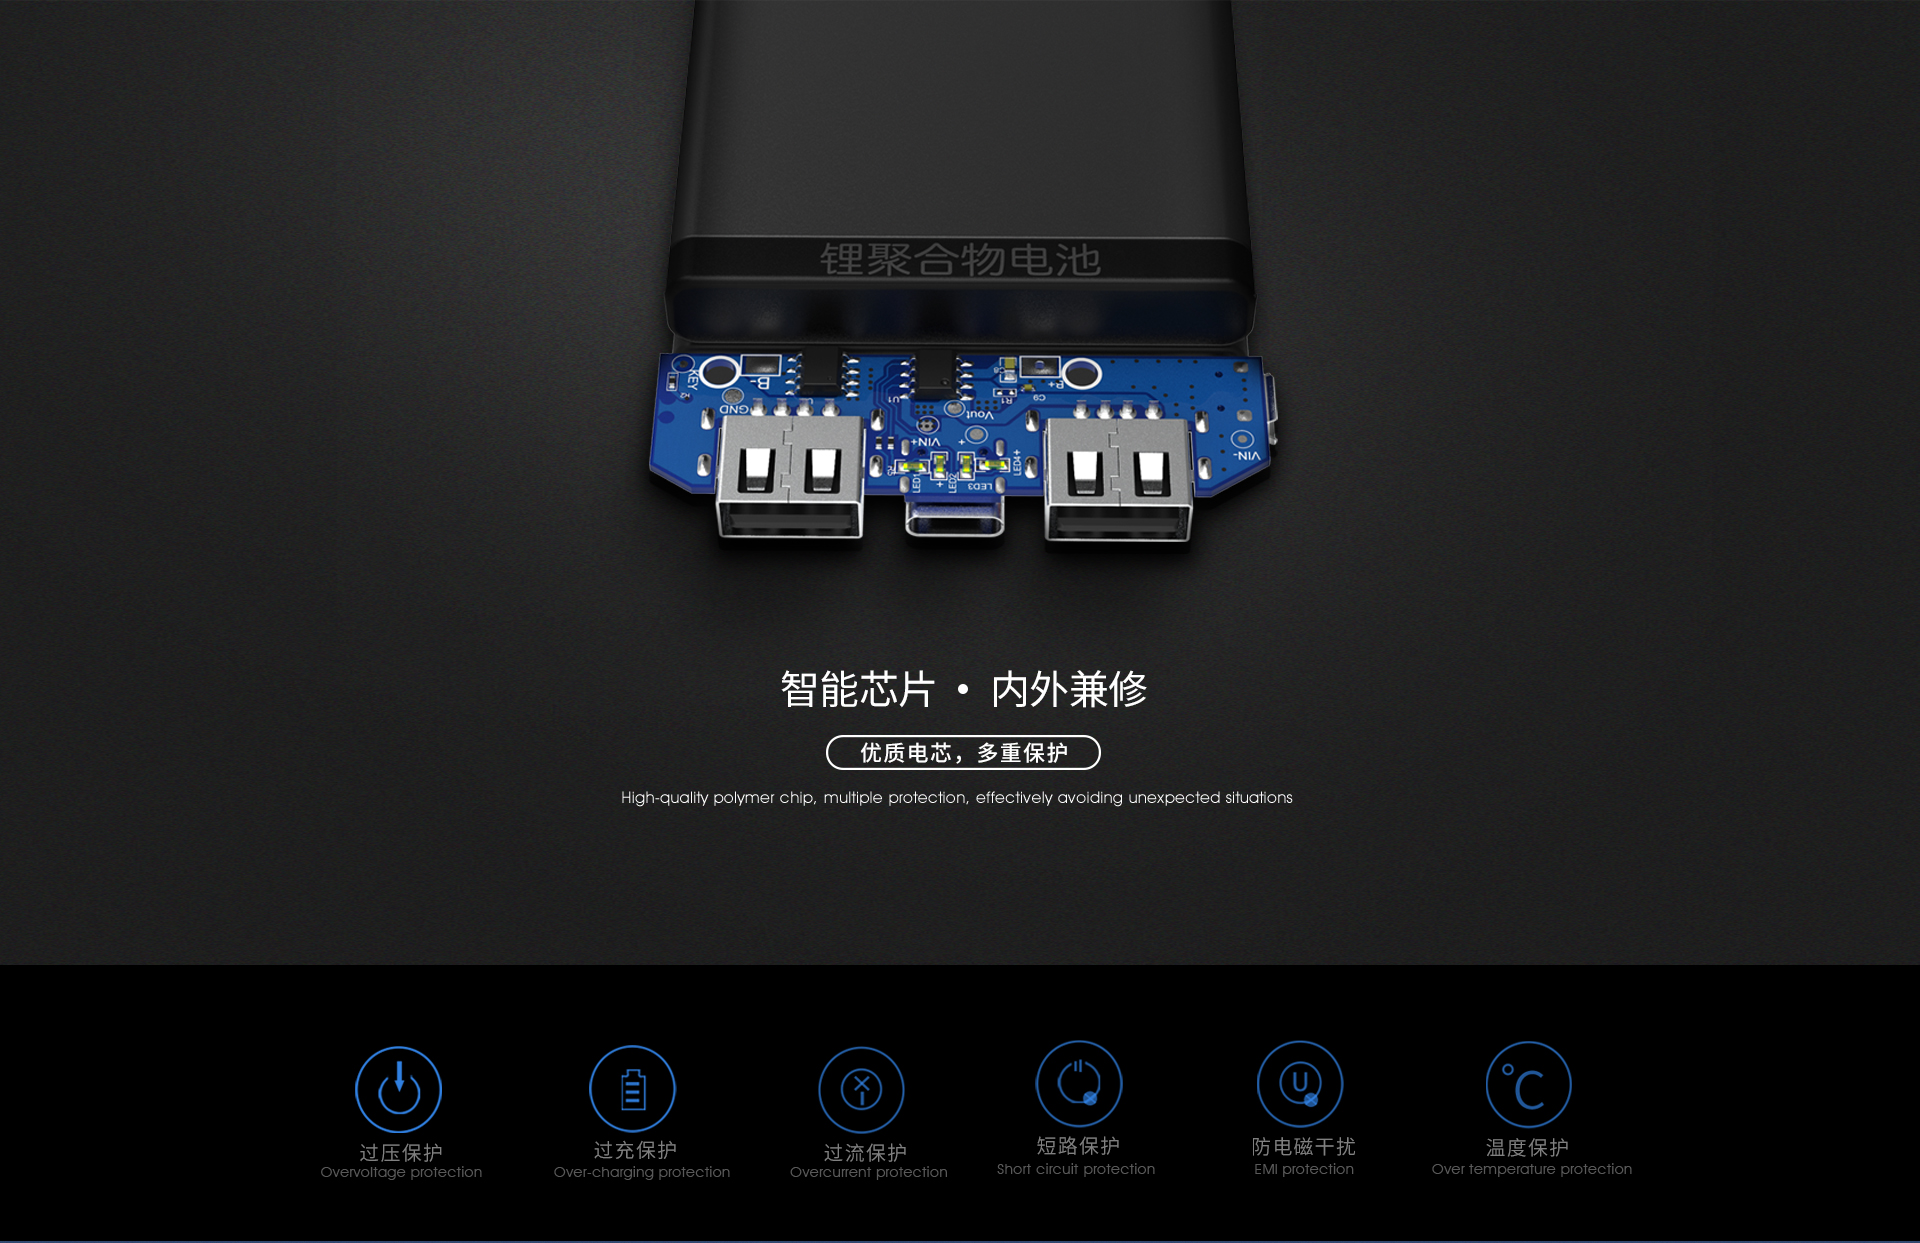 锂聚合物电池
KEY
B-
GND
U1
Vout
VIN+
+
R1
C9
B+
LED1
+
LED2
LED3
LED4+
VIN-
智能芯片 • 内外兼修
优质电芯，多重保护
High-quality polymer chip, multiple protection, effectively avoiding unexpected situations
过压保护
Overvoltage protection
过充保护
Over-charging protection
过流保护
Overcurrent protection
短路保护
Short circuit protection
U
防电磁干扰
EMI protection
°C
温度保护
Over temperature protection